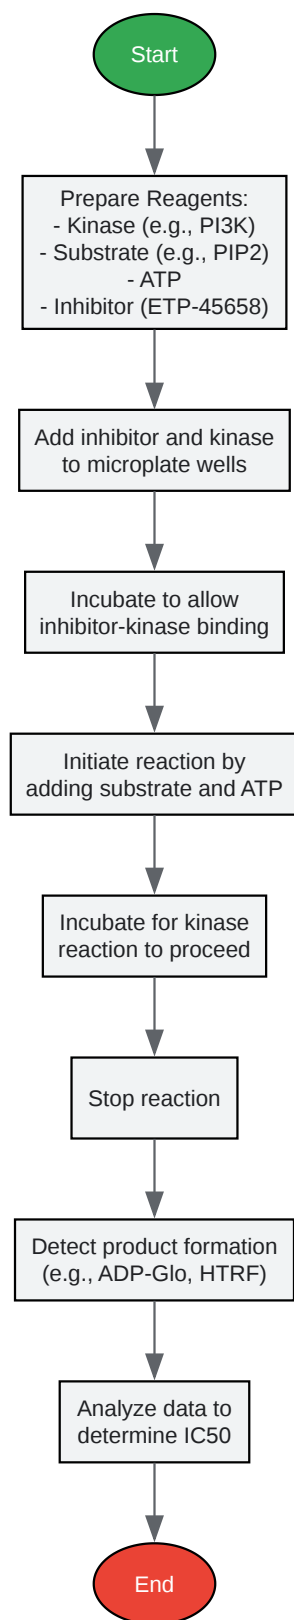 Start
Prepare Reagents:
- Kinase (e.g., PI3K)
- Substrate (e.g., PIP2)
- ATP
- Inhibitor (ETP-45658)
Add inhibitor and kinase
to microplate wells
Incubate to allow
inhibitor-kinase binding
Initiate reaction by
adding substrate and ATP
Incubate for kinase
reaction to proceed
Stop reaction
Detect product formation
(e.g., ADP-Glo, HTRF)
Analyze data to
determine IC50
End